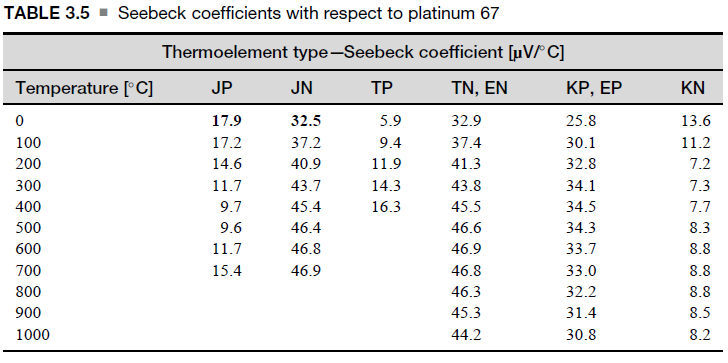 TABLE 3.5 ■ Seebeck coefficients with respect to platinum 67
Thermoelement type—Seebeck coefficient [μV/°C]
Temperature [°C] JP JN TP TN, EN KP, EP KN
0 17.9 32.5 5.9 32.9 25.8 13.6
100 17.2 37.2 9.4 37.4 30.1 11.2
200 14.6 40.9 11.9 41.3 32.8 7.2
300 11.7 43.7 14.3 43.8 34.1 7.3
400 9.7 45.4 16.3 45.5 34.5 7.7
500 9.6 46.4 46.6 34.3 8.3
600 11.7 46.8 46.9 33.7 8.8
700 15.4 46.9 46.8 33.0 8.8
800 46.3 32.2 8.8
900 45.3 31.4 8.5
1000 44.2 30.8 8.2